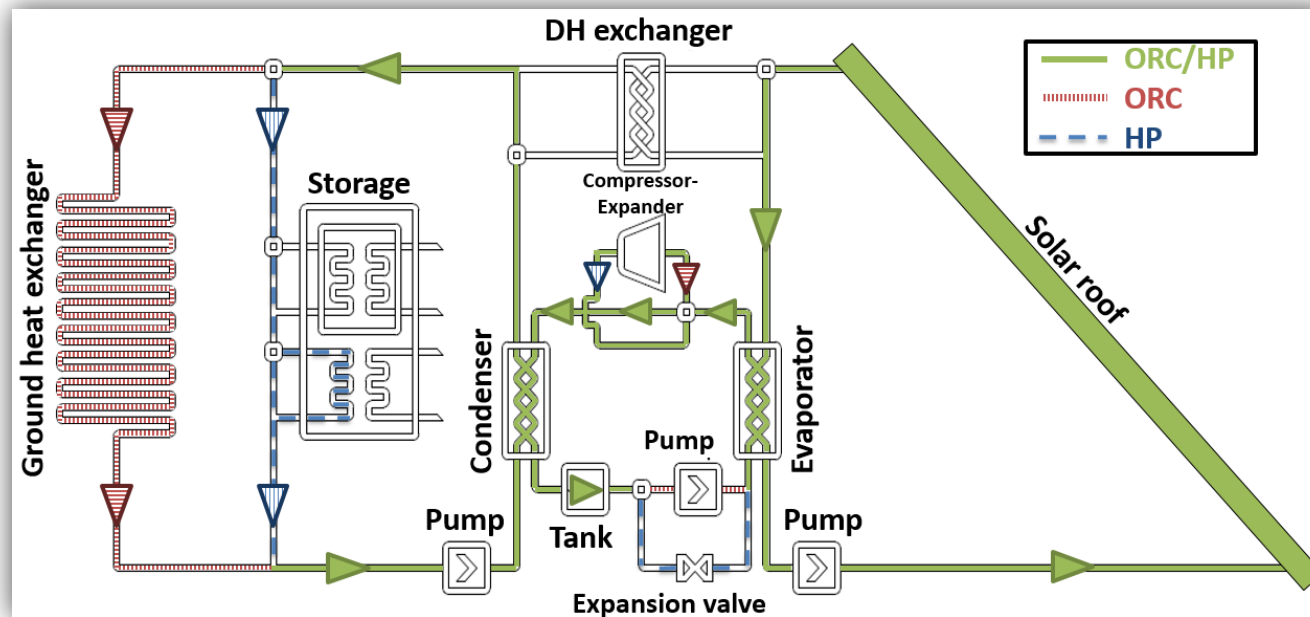 DH exchanger
ORC/HP
ORC
HP
Compressor-
Expander
Storage
Ground heat exchanger
Solar roof
Condenser
Evaporator
Pump
Pump
Tank
Pump
Expansion valve